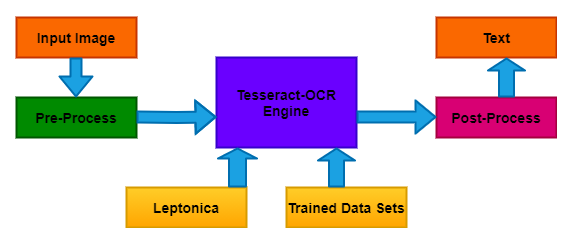 Input Image
Text
Pre-Process
Tesseract-OCR
Engine
Post-Process
Leptonica
Trained Data Sets